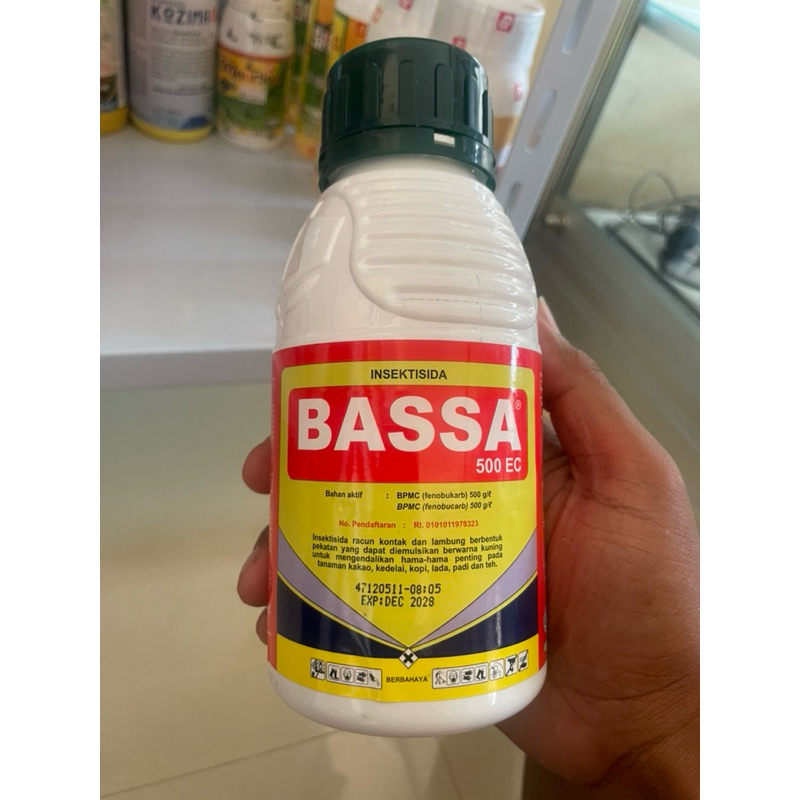 KOZIMA
INSEKTISIDA
BASSA®
500 EC
Bahan aktif : BPMC (fenobukarb) 500 g/ℓ
BPMC (fenobucarb) 500 g/ℓ
No. Pendaftaran : RI. 0101011978323
Insektisida racun kontak dan lambung berbentuk
pekatan yang dapat diemulsikan berwarna kuning
untuk mengendalikan hama-hama penting pada
tanaman kakao, kedelai, kopi, lada, padi dan teh.
47120511-08:05
EXP:DEC 2028
BERBAHAYA